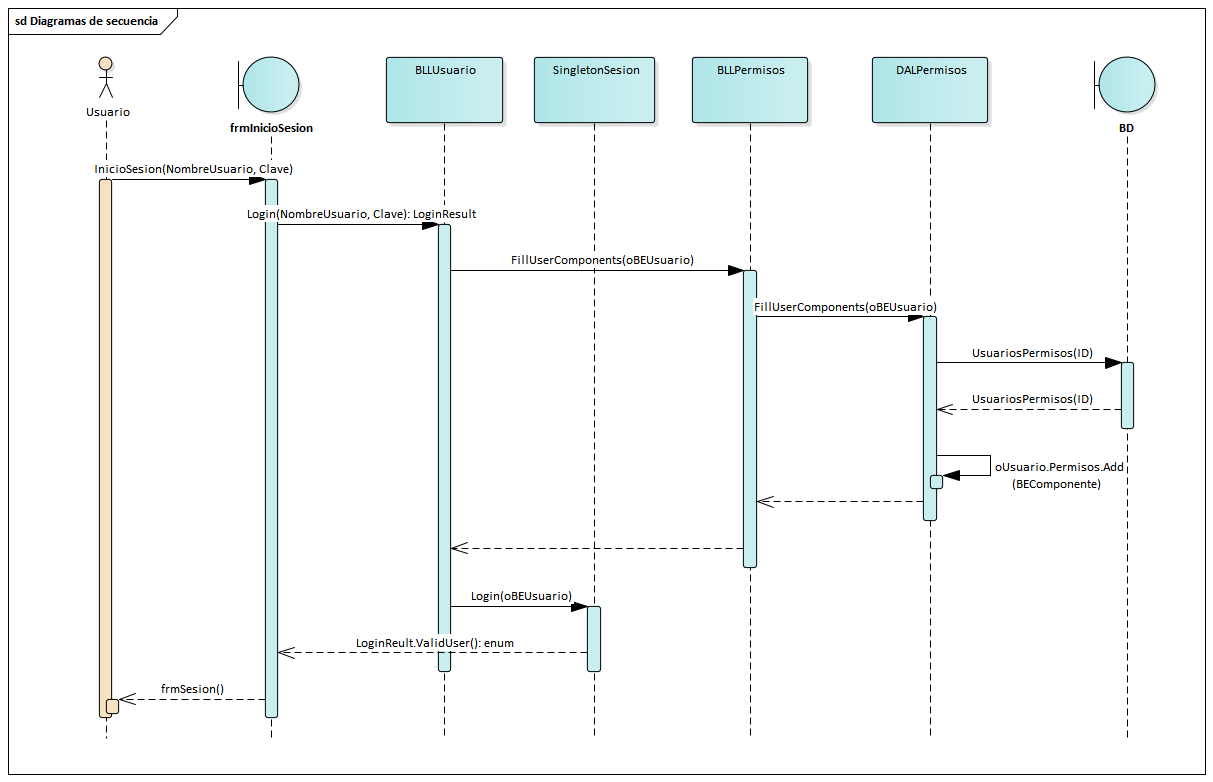 sd Diagramas de secuencia
Usuario
frmInicioSesion
BLLUsuario
SingletonSesion
BLLPermisos
DALPermisos
BD
InicioSesion(NombreUsuario, Clave)
Login(NombreUsuario, Clave): LoginResult
FillUserComponents(oBEUsuario)
FillUserComponents(oBEUsuario)
UsuariosPermisos(ID)
UsuariosPermisos(ID)
oUsuario.Permisos.Add
(BEComponente)
Login(oBEUsuario)
LoginReult.ValidUser(): enum
frmSesion()